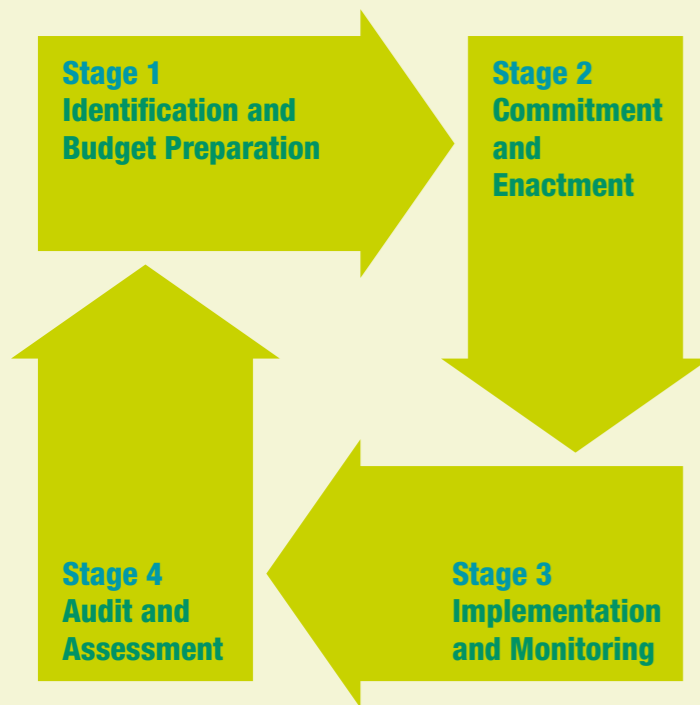 Stage 1
Identification and
Budget Preparation
Stage 2
Commitment
and
Enactment
Stage 3
Implementation
and Monitoring
Stage 4
Audit and
Assessment